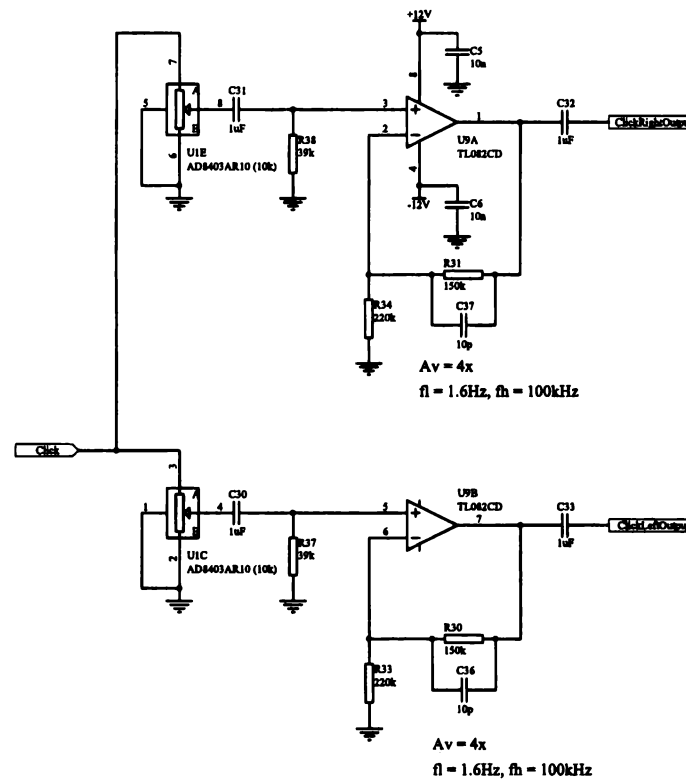 +12V
C5
10n
7
8
A
5
8
C31
3
1
C32
ClickRightOutput
B
1uF
R38
39k
2
U9A
TL082CD
1uF
6
U1E
AD8403AR10 (10k)
4
-12V
C6
10n
R31
150k
R34
220k
C37
10p
Av = 4x
fl = 1.6Hz, fh = 100kHz
Click
3
A
1
4
C30
5
U9B
TL082CD
7
C33
ClickLeftOutput
B
1uF
R37
39k
6
1uF
2
U1C
AD8403AR10 (10k)
R30
150k
R33
220k
C36
10p
Av = 4x
fl = 1.6Hz, fh = 100kHz